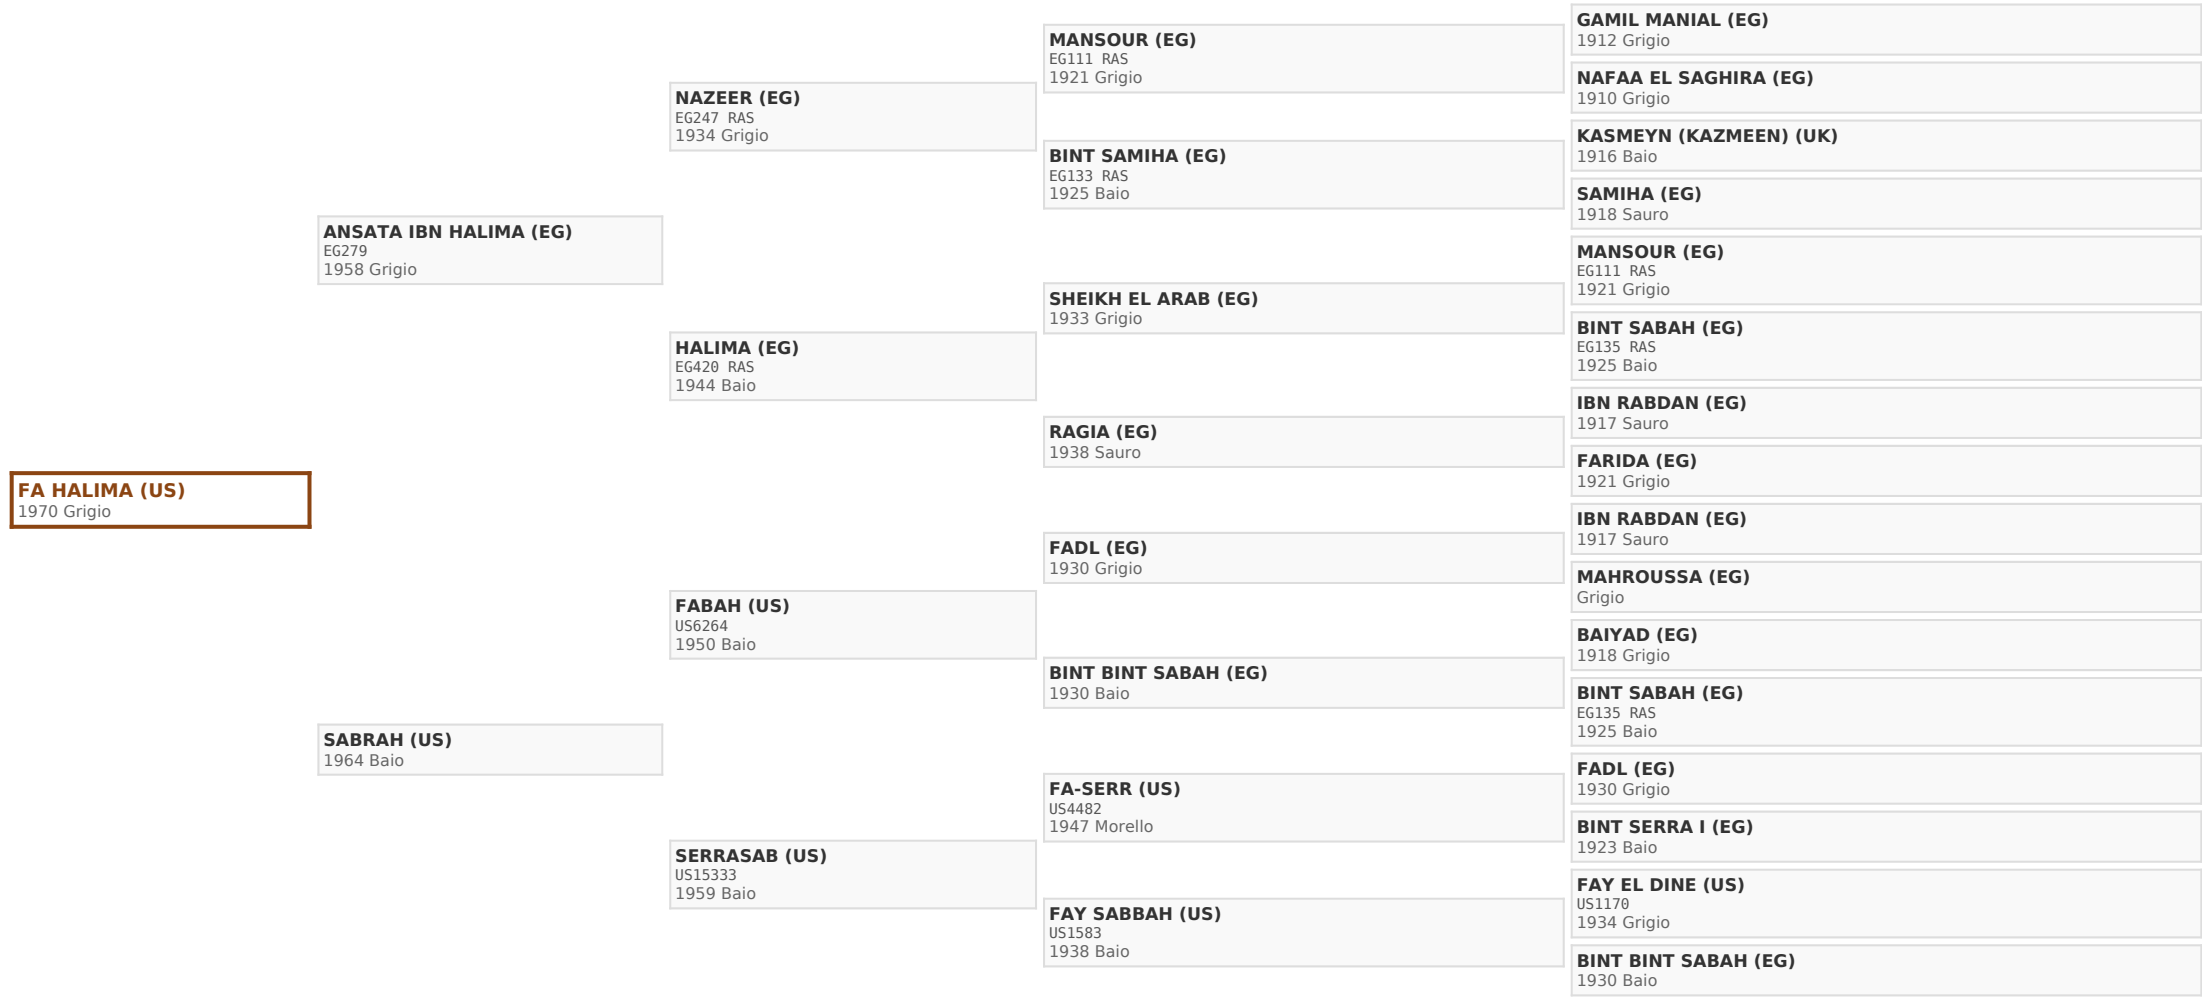 FA HALIMA (US)
1970 Grigio
ANSATA IBN HALIMA (EG)
EG279
1958 Grigio
SABRAH (US)
1964 Baio
NAZEER (EG)
EG247 RAS
1934 Grigio
HALIMA (EG)
EG420 RAS
1944 Baio
FABAH (US)
US6264
1950 Baio
SERRASAB (US)
US15333
1959 Baio
MANSOUR (EG)
EG111 RAS
1921 Grigio
BINT SAMIHA (EG)
EG133 RAS
1925 Baio
SHEIKH EL ARAB (EG)
1933 Grigio
RAGIA (EG)
1938 Sauro
FADL (EG)
1930 Grigio
BINT BINT SABAH (EG)
1930 Baio
FA-SERR (US)
US4482
1947 Morello
FAY SABBAH (US)
US1583
1938 Baio
GAMIL MANIAL (EG)
1912 Grigio
NAFAA EL SAGHIRA (EG)
1910 Grigio
KASMEYN (KAZMEEN) (UK)
1916 Baio
SAMIHA (EG)
1918 Sauro
MANSOUR (EG)
EG111 RAS
1921 Grigio
BINT SABAH (EG)
EG135 RAS
1925 Baio
IBN RABDAN (EG)
1917 Sauro
FARIDA (EG)
1921 Grigio
IBN RABDAN (EG)
1917 Sauro
MAHROUSSA (EG)
Grigio
BAIYAD (EG)
1918 Grigio
BINT SABAH (EG)
EG135 RAS
1925 Baio
FADL (EG)
1930 Grigio
BINT SERRA I (EG)
1923 Baio
FAY EL DINE (US)
US1170
1934 Grigio
BINT BINT SABAH (EG)
1930 Baio